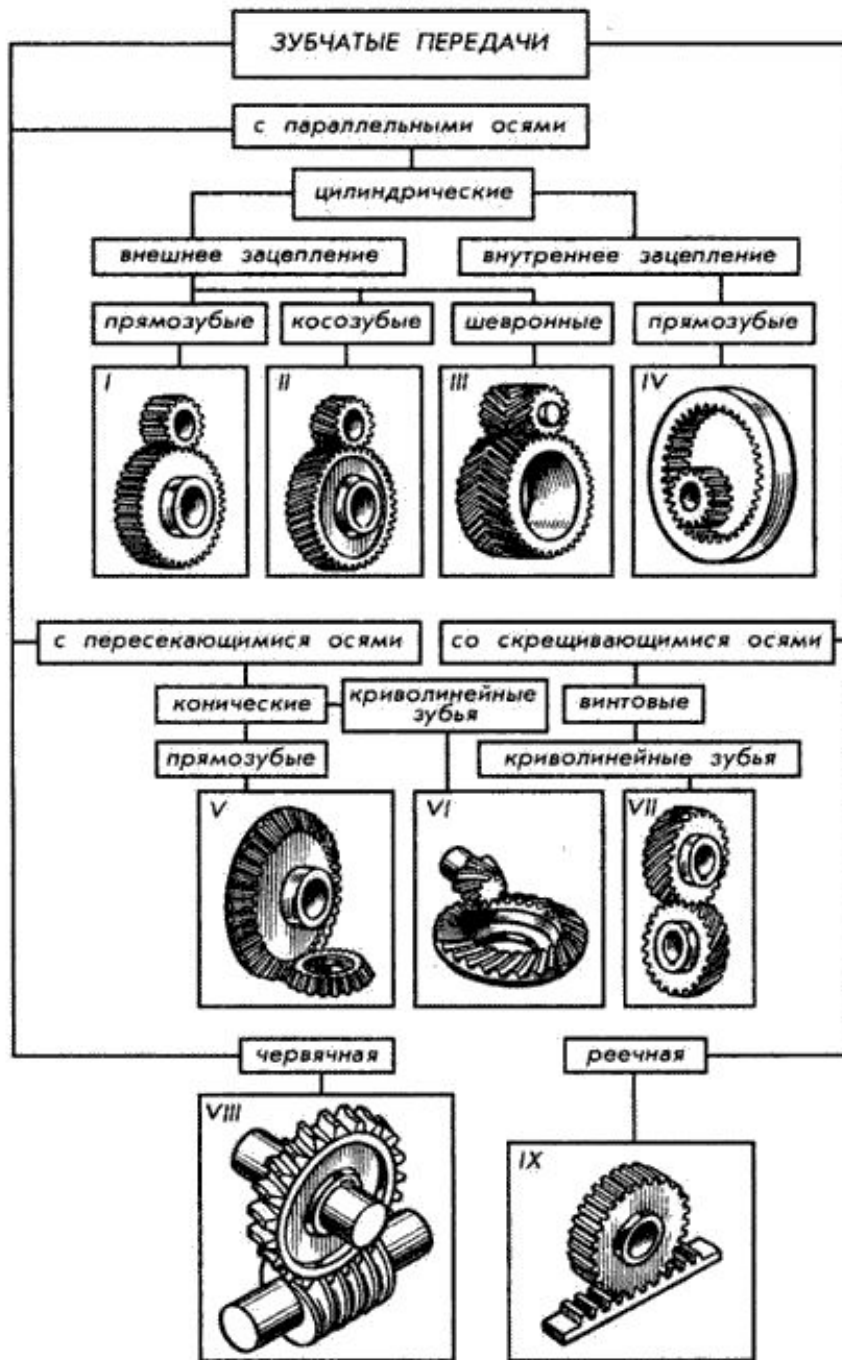 ЗУБЧАТЫЕ ПЕРЕДАЧИ
с параллельными осями
цилиндрические
внешнее зацепление
внутреннее зацепление
прямозубые
косозубые
шевронные
прямозубые
I
II
III
IV
с пересекающимися осями
со скрещивающимися осями
конические
криволинейные
зубья
винтовые
прямозубые
криволинейные зубья
V
VI
VII
червячная
реечная
VIII
IX